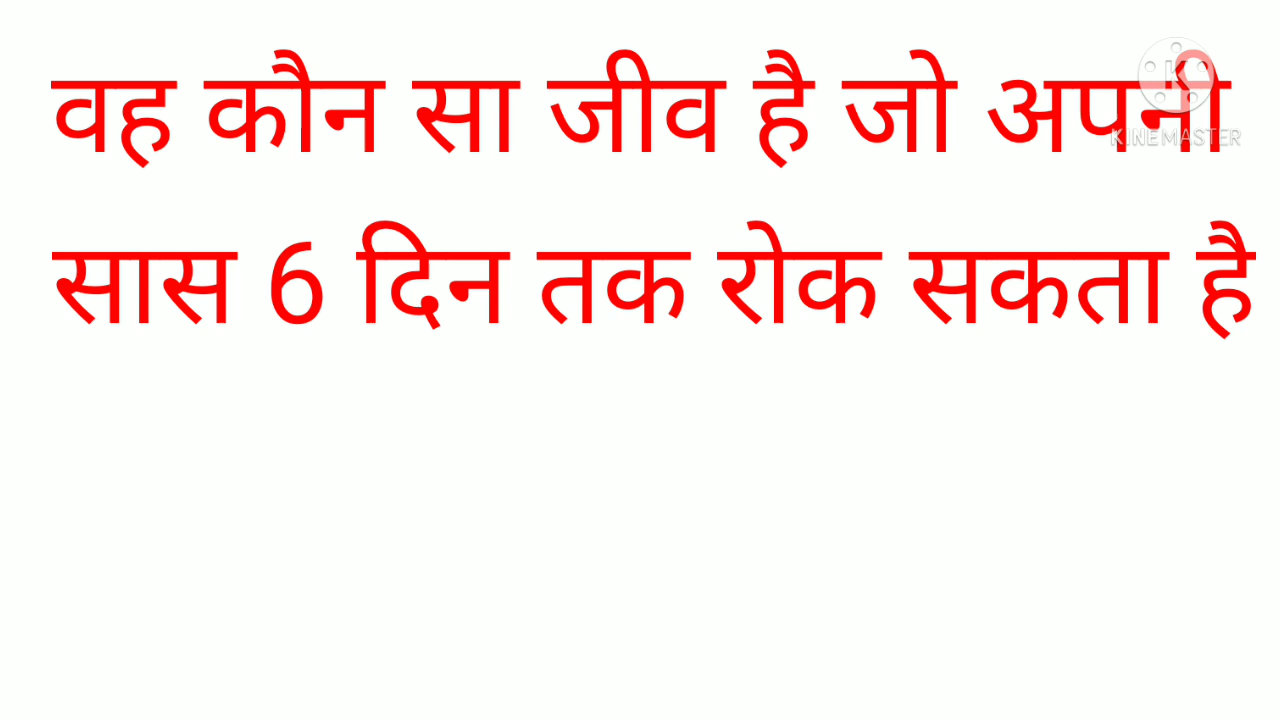 वह कौन सा जीव है जो अपनी
सास 6 दिन तक रोक सकता है
KINEMASTER